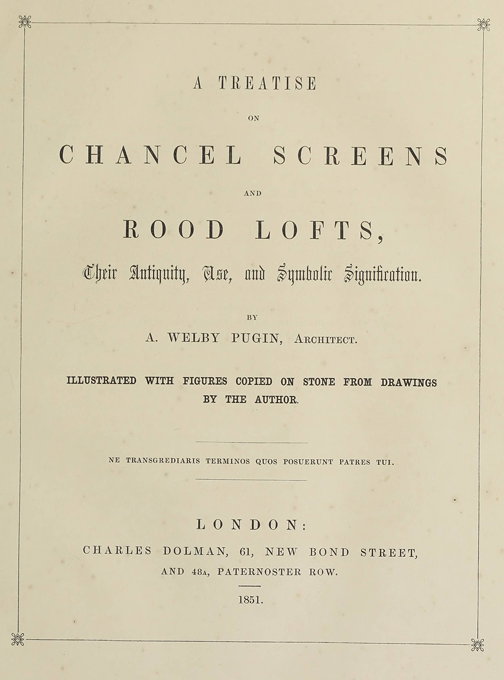 A TREATISE
ON
CHANCEL SCREENS
AND
ROOD LOFTS,
Their Antiquity, Use, and Symbolic Signification.
BY
A. WELBY PUGIN, ARCHITECT.
ILLUSTRATED WITH FIGURES COPIED ON STONE FROM DRAWINGS
BY THE AUTHOR.
NE TRANSGREDIARIS TERMINOS QUOS POSUERUNT PATRES TUI.
LONDON:
CHARLES DOLMAN, 61, NEW BOND STREET,
AND 48A, PATERNOSTER ROW.
1851.